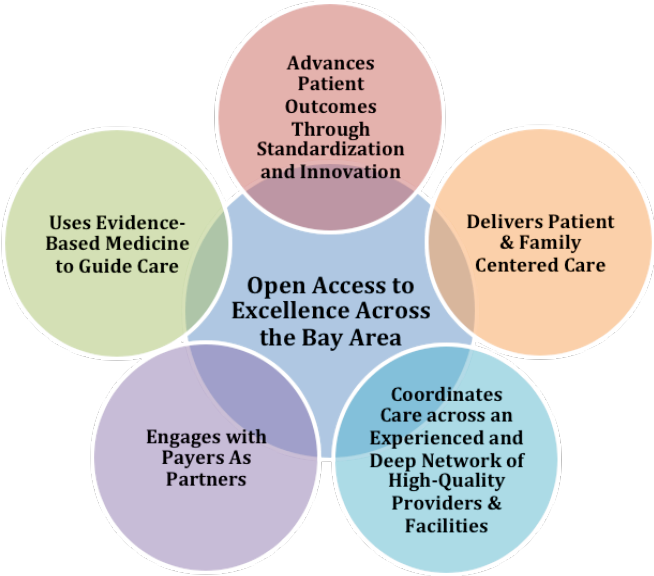 Advances
Patient
Outcomes
Through
Standardization
and Innovation
Uses Evidence-
Based Medicine
to Guide Care
Delivers Patient
& Family
Centered Care
Open Access to
Excellence Across
the Bay Area
Engages with
Payers As
Partners
Coordinates
Care across an
Experienced and
Deep Network of
High-Quality
Providers &
Facilities